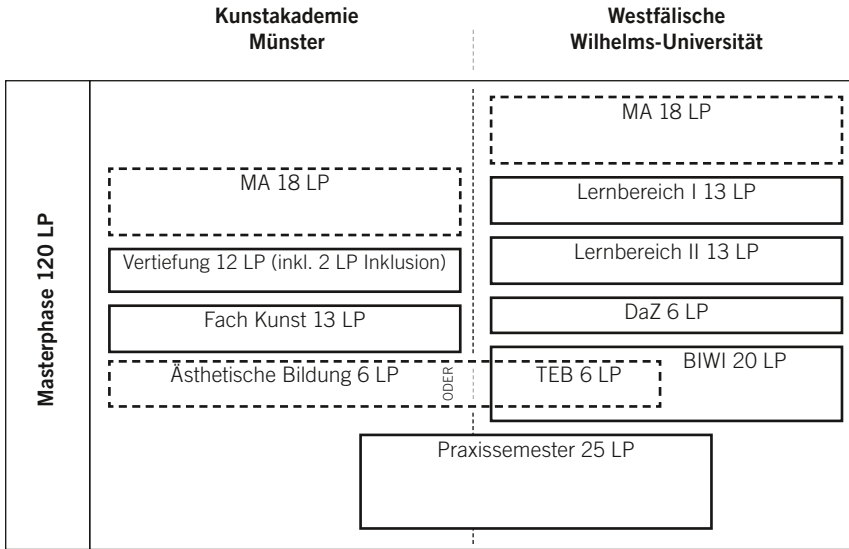 Kunstakademie
Münster
Westfälische
Wilhelms-Universität
Masterphase 120 LP
MA 18 LP
Vertiefung 12 LP (inkl. 2 LP Inklusion)
Fach Kunst 13 LP
Ästhetische Bildung 6 LP
ODER
MA 18 LP
Lernbereich I 13 LP
Lernbereich II 13 LP
DaZ 6 LP
BIWI 20 LP
TEB 6 LP
Praxissemester 25 LP